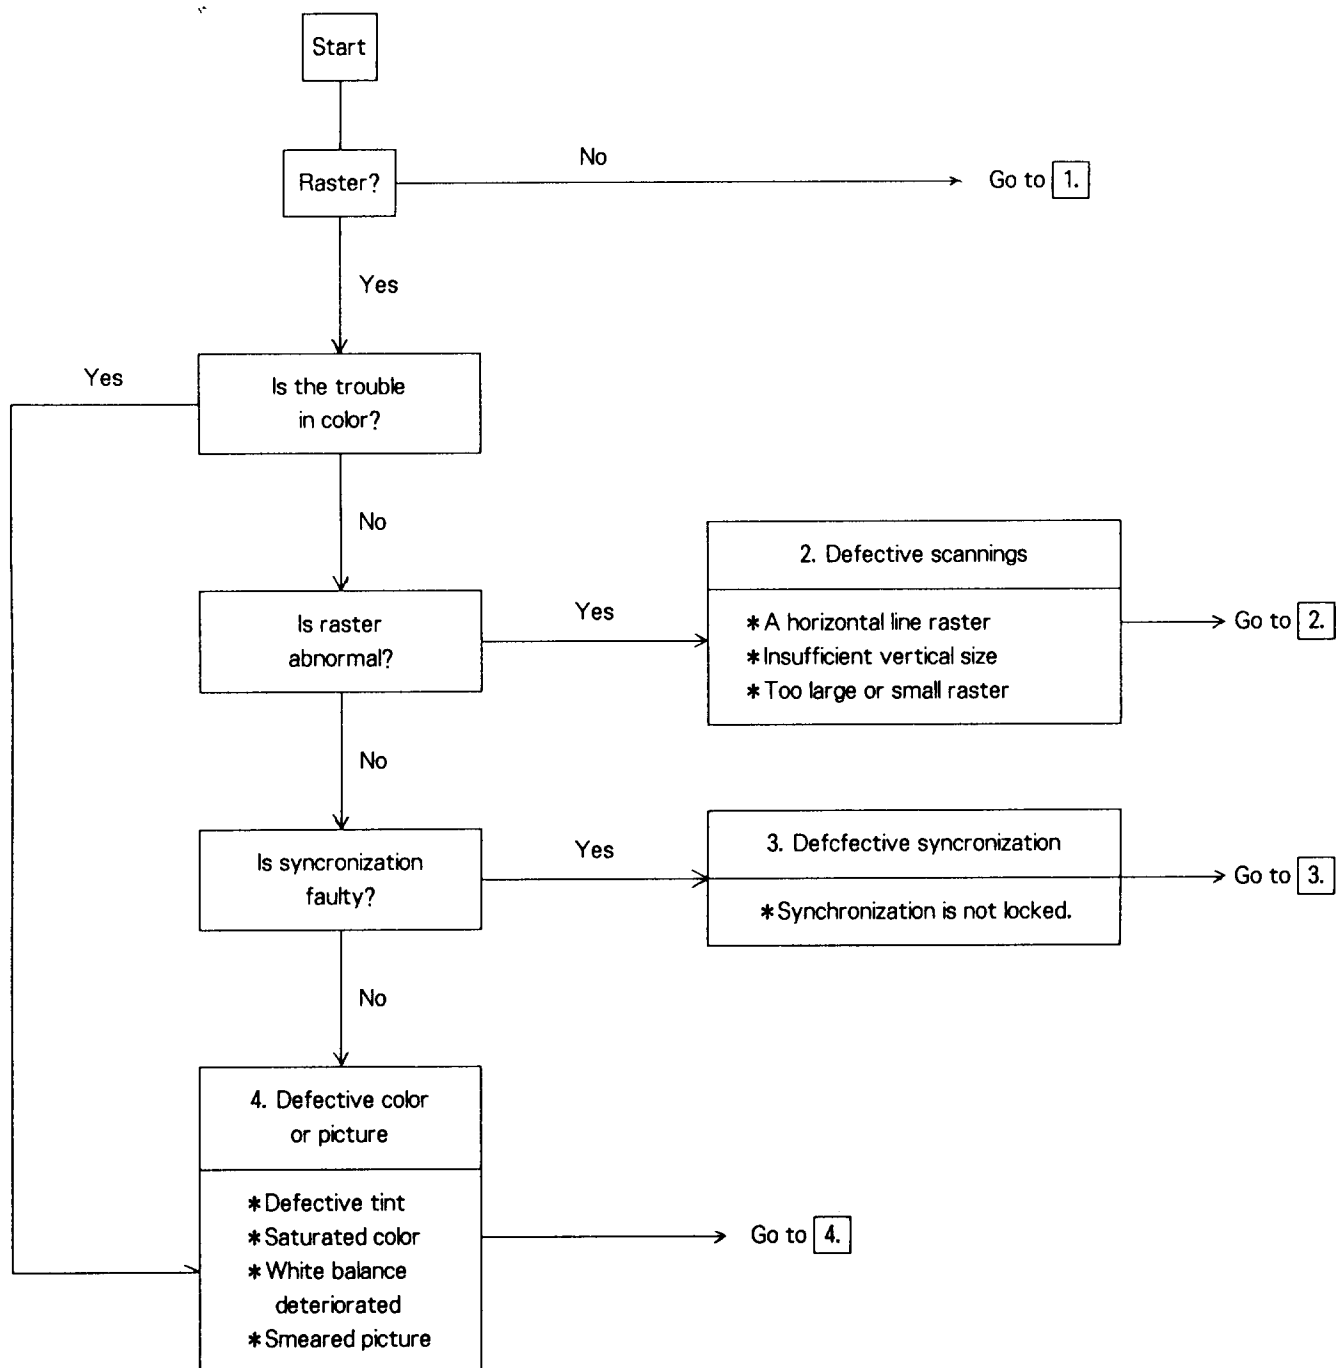 Start
Raster?
No
Go to 1.
Yes
Yes
Is the trouble
in color?
No
Is raster
abnormal?
Yes
2. Defective scannings
*A horizontal line raster
*Insufficient vertical size
*Too large or small raster
Go to 2.
No
Is syncronization
faulty?
Yes
3. Defcfective syncronization
*Synchronization is not locked.
Go to 3.
No
4. Defective color
or picture
*Defective tint
*Saturated color
*White balance
deteriorated
*Smeared picture
Go to 4.